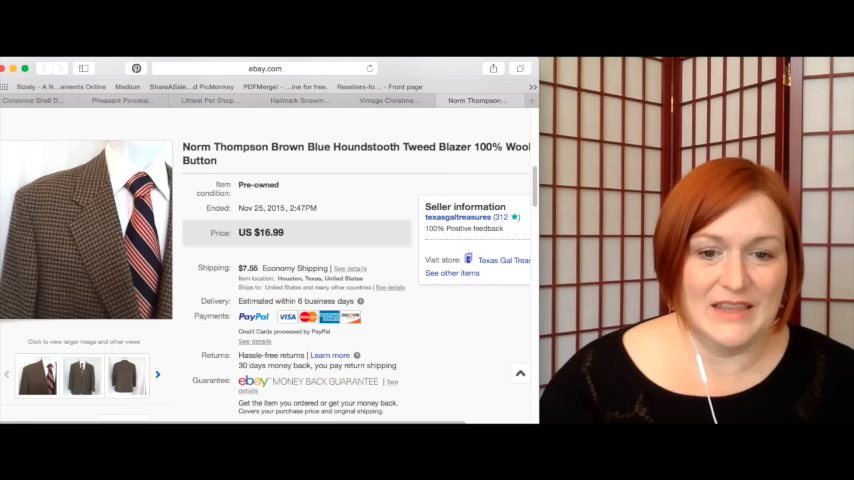 ebay.com
Sizely - A N...ements Online Medium ShareASale...d PicMonkey PDFMerge! - ...ine for free. Resellers-fo... - Front page
Cloisonne Shell D... Pheasant Porcelai... Littlest Pet Shop... Hallmark Snowm... Vintage Christma... Norm Thompson...
Norm Thompson Brown Blue Houndstooth Tweed Blazer 100% Wool
Button
Item
condition:
Pre-owned
Ended: Nov 25, 2015, 2:47PM
Price: US $16.99
Shipping: $7.55 Economy Shipping | See details
Item location: Houston, Texas, United States
Ships to: United States and many other countries | See details
Delivery: Estimated within 6 business days
Payments: PayPal VISA MasterCard DISCOVER
Credit Cards processed by PayPal
See details
Returns: Hassle-free returns | Learn more
30 days money back, you pay return shipping
Guarantee: ebay MONEY BACK GUARANTEE | See
details
Get the item you ordered or get your money back.
Covers your purchase price and original shipping.
Seller information
texasgaltreasures (312 ★)
100% Positive feedback
Visit store: Texas Gal Treas
See other items
Click to view larger image and other views